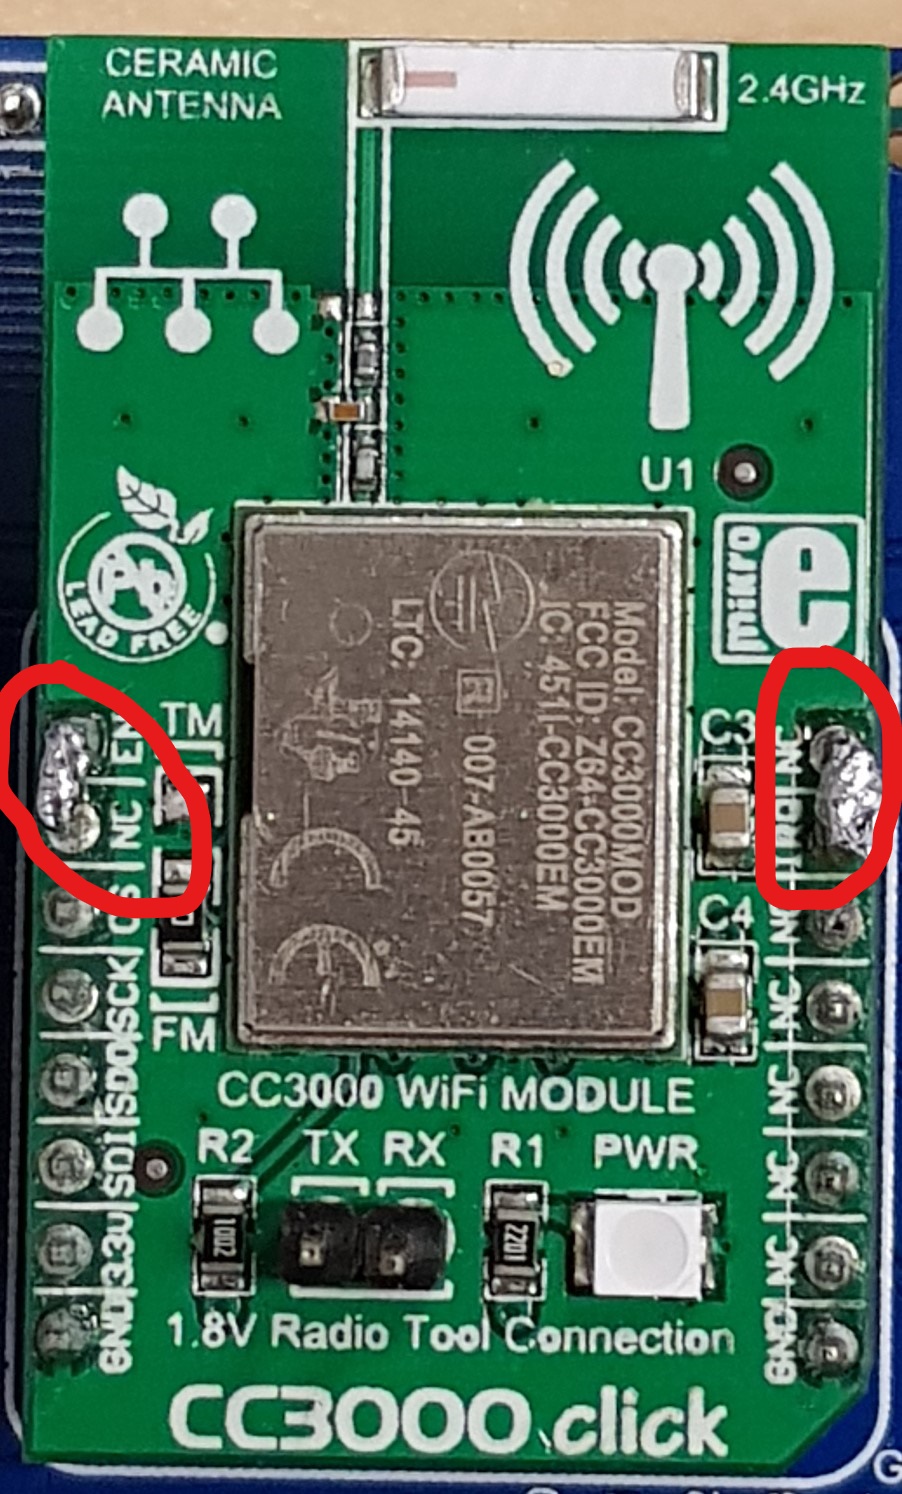 CERAMIC
ANTENNA
2.4GHz
U1
Pb
LEAD FREE
mikro
e
Model: CC3000MOD
FCC ID: Z64-CC3000EM
IC: 451I-CC3000EM
R 007-AB0057
LTC: 14140-45
CE
TM
FM
C3
C4
EN
NC
CS
SCK
SDO
SDI
3.3v
GND
NC
IRQ
NC
NC
NC
NC
NC
GND
CC3000 WiFi MODULE
R2 TX RX R1 PWR
1002
2201
1.8V Radio Tool Connection
CC3000 click
G